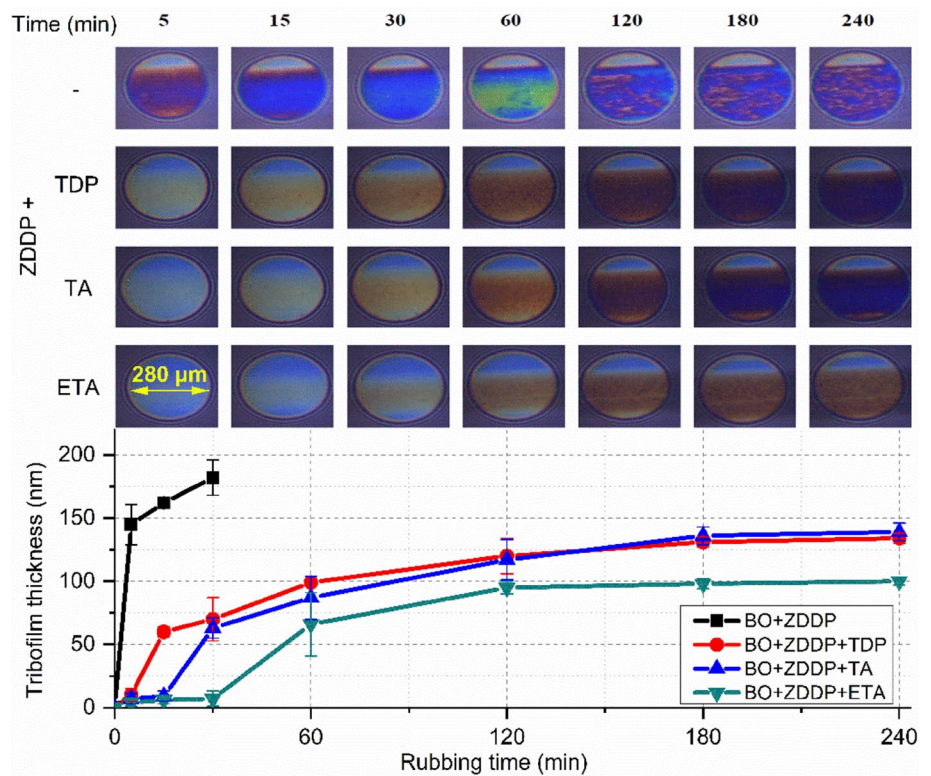 Time (min) 5 15 30 60 120 180 240
ZDDP +
-
TDP
TA
ETA
280 µm
Tribofilm thickness (nm)
200
150
100
50
0
BO+ZDDP
BO+ZDDP+TDP
BO+ZDDP+TA
BO+ZDDP+ETA
0 60 120 180 240
Rubbing time (min)